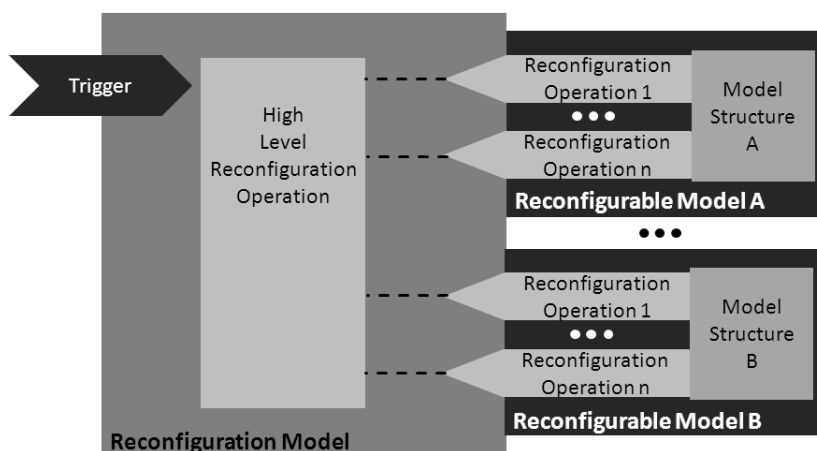 Trigger
High
Level
Reconfiguration
Operation
Reconfiguration Model
Reconfiguration
Operation 1
Reconfiguration
Operation n
Model
Structure
A
Reconfigurable Model A
Reconfiguration
Operation 1
Reconfiguration
Operation n
Model
Structure
B
Reconfigurable Model B